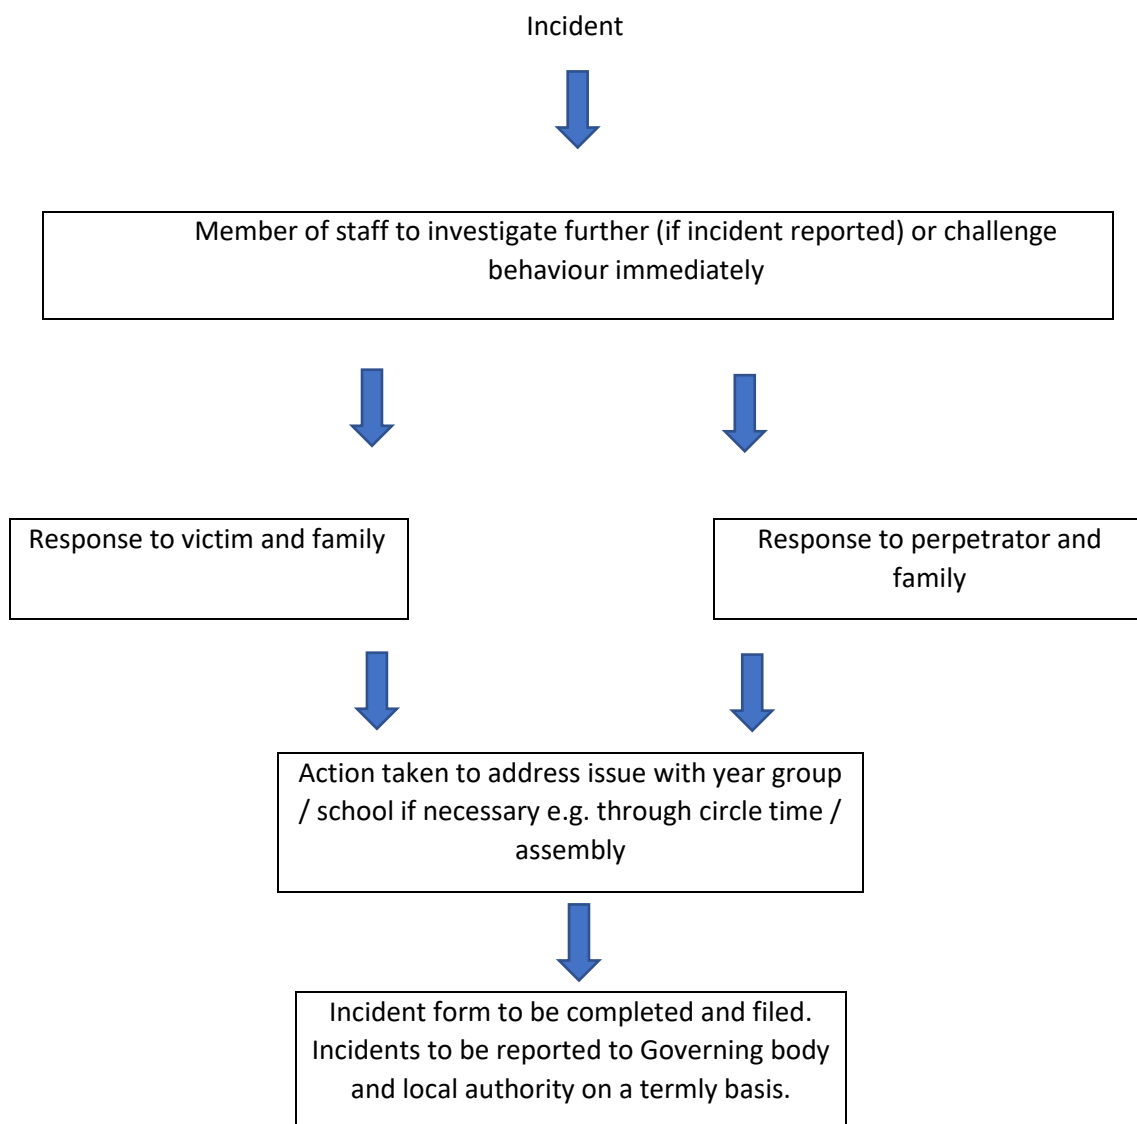 Incident
Member of staff to investigate further (if incident reported) or challenge
behaviour immediately
Response to victim and family
Response to perpetrator and
family
Action taken to address issue with year group
/ school if necessary e.g. through circle time /
assembly
Incident form to be completed and filed.
Incidents to be reported to Governing body
and local authority on a termly basis.